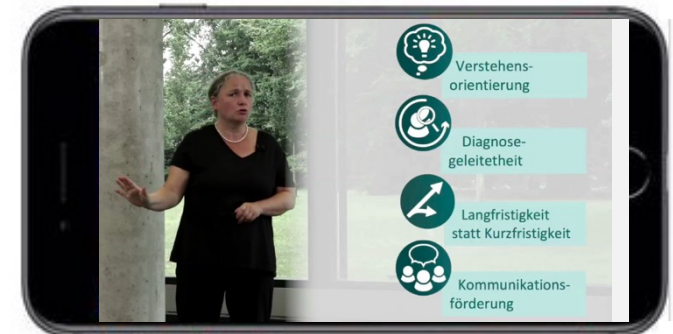 Verstehens-
orientierung
Diagnose-
geleitetheit
Langfristigkeit
statt Kurzfristigkeit
Kommunikations-
förderung